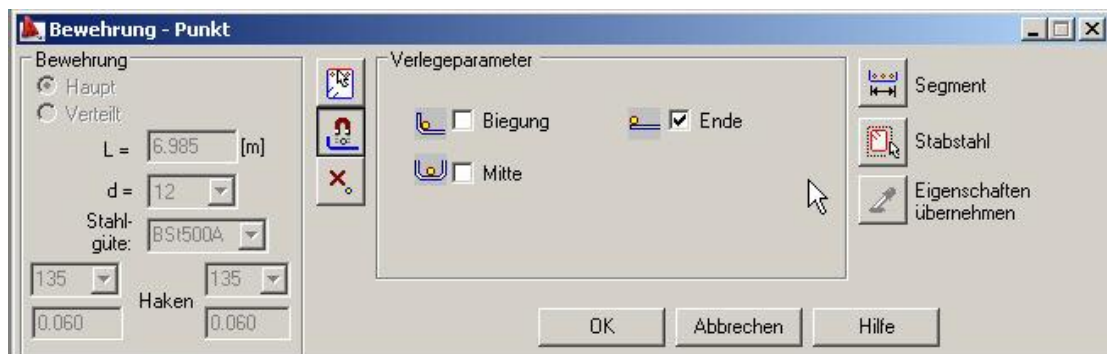 Bewehrung - Punkt
Bewehrung
Haupt
Verteilt
L = 6.985 [m]
d = 12
Stahl-
güte: BSt500A
135 135
Haken
0.060 0.060
Verlegeparameter
Biegung
Ende
Mitte
Segment
Stabstahl
Eigenschaften
übernehmen
OK
Abbrechen
Hilfe